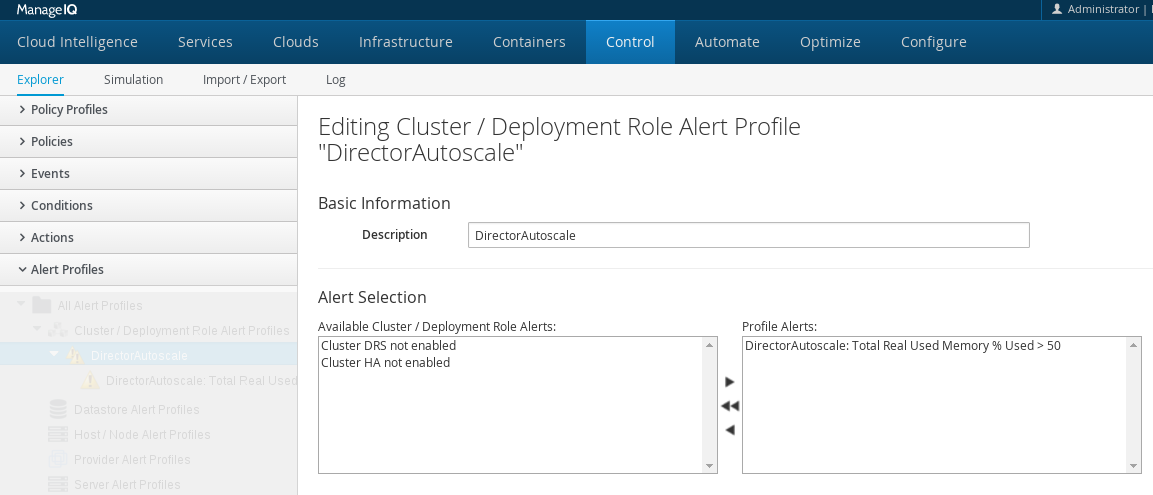 ManageIQ
Administrator |
Cloud Intelligence Services Clouds Infrastructure Containers Control Automate Optimize Configure
Explorer Simulation Import / Export Log
Policy Profiles
Policies
Events
Conditions
Actions
Alert Profiles
All Alert Profiles
Cluster / Deployment Role Alert Profiles
DirectorAutoscale
DirectorAutoscale: Total Real Used
Datastore Alert Profiles
Host / Node Alert Profiles
Provider Alert Profiles
Server Alert Profiles
Editing Cluster / Deployment Role Alert Profile
"DirectorAutoscale"
Basic Information
Description DirectorAutoscale
Alert Selection
Available Cluster / Deployment Role Alerts:
Cluster DRS not enabled
Cluster HA not enabled
Profile Alerts:
DirectorAutoscale: Total Real Used Memory % Used > 50